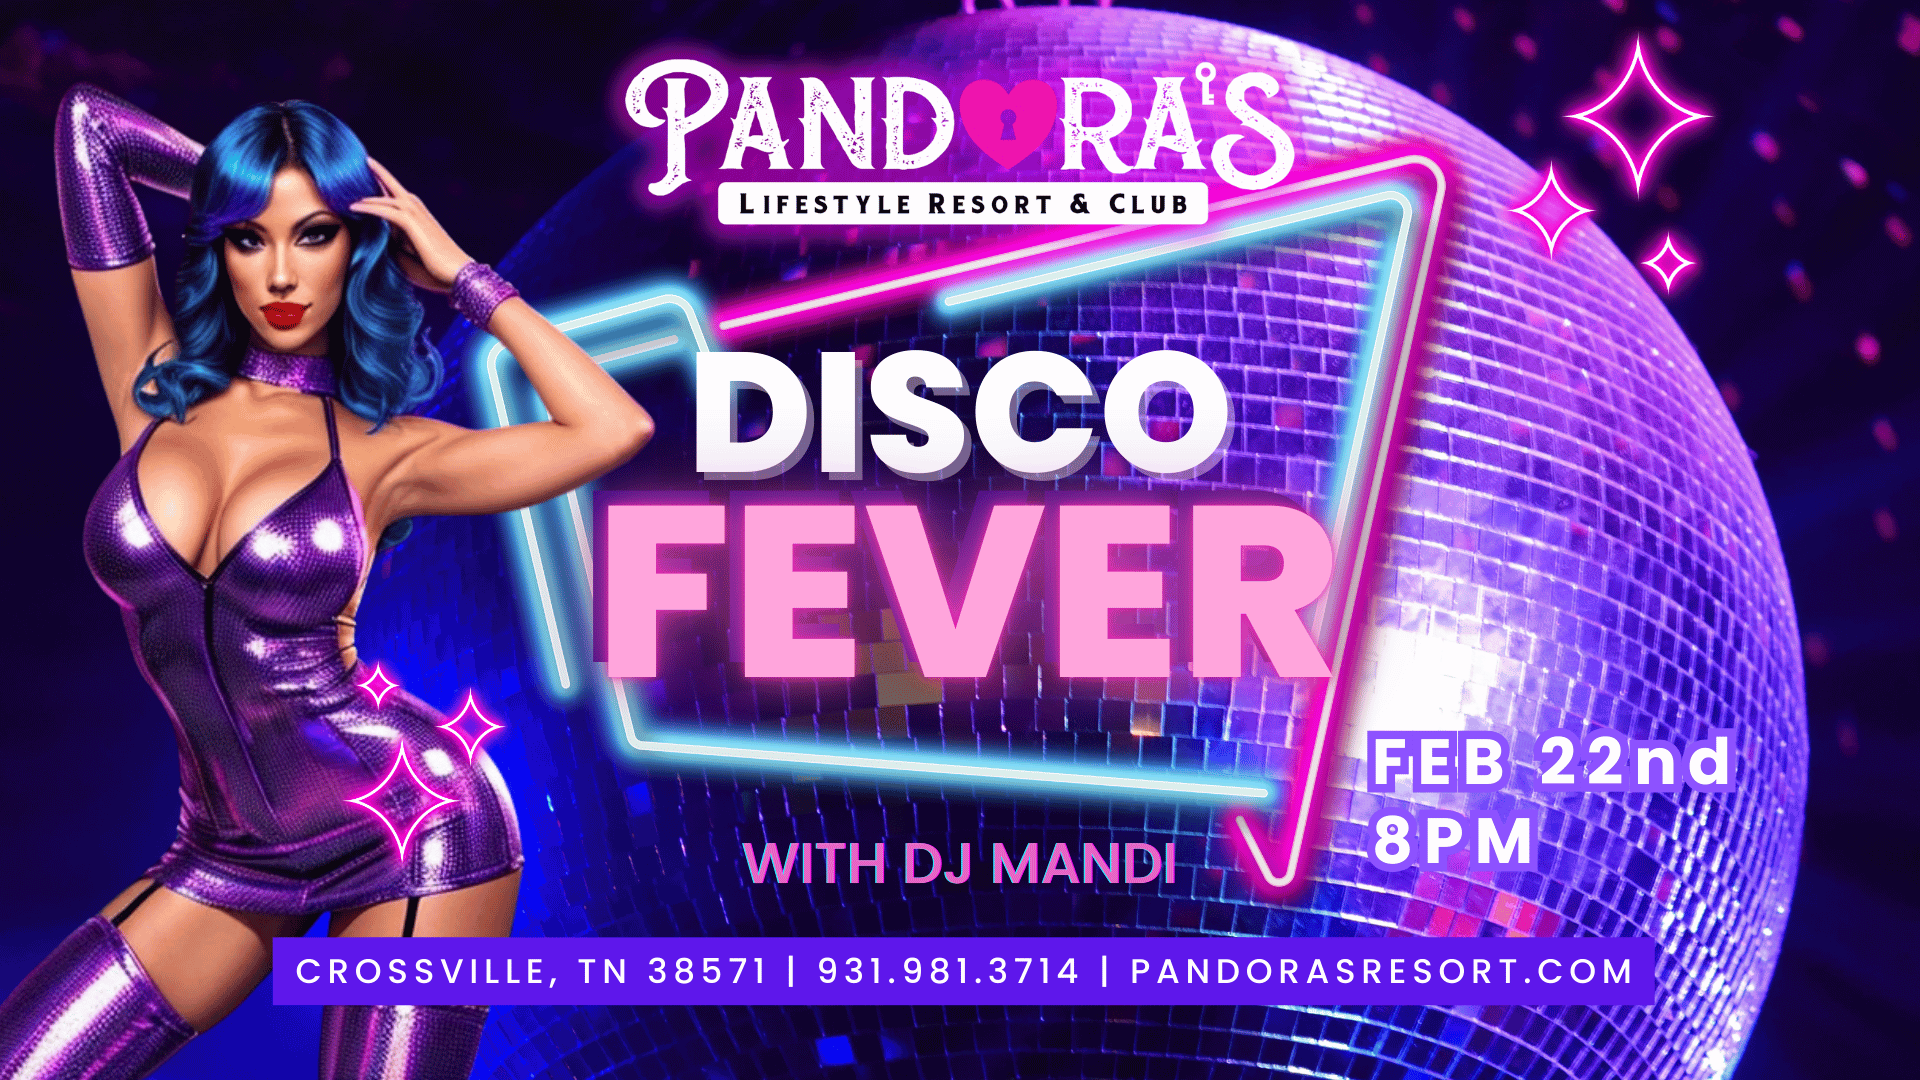 PANDORA'S
LIFESTYLE RESORT & CLUB
DISCO
FEVER
FEB 22nd
8PM
WITH DJ MANDI
CROSSVILLE, TN 38571 | 931.981.3714 | PANDORASRESORT.COM